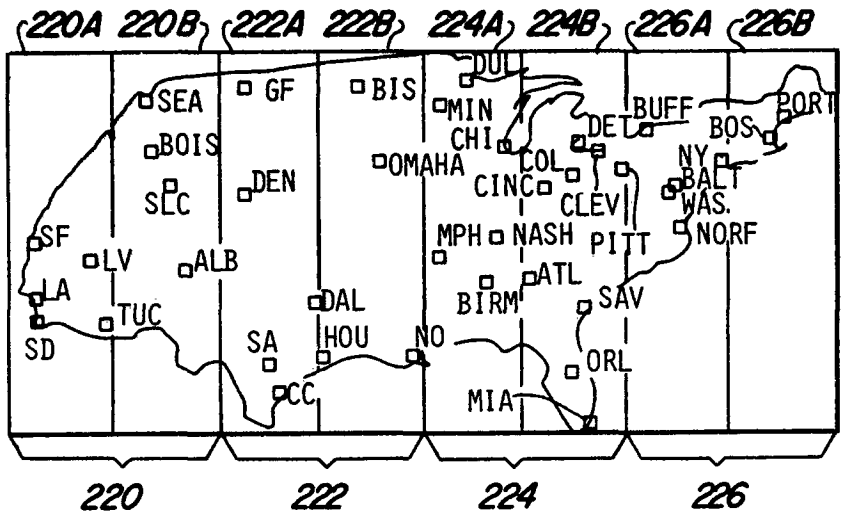 220A 220B 222A 222B 224A 224B 226A 226B
DUL
SEA GF BIS MIN BUFF PORT
CHI DET BOS
BOIS OMAHA COL NY
SLC DEN CINC BALT
CLEV WAS.
SF MPH NASH PITT NORF
LV ALB ATL
LA TUC DAL BIRM SAV
SD SA HOU NO
CC ORL
MIA
220 222 224 226